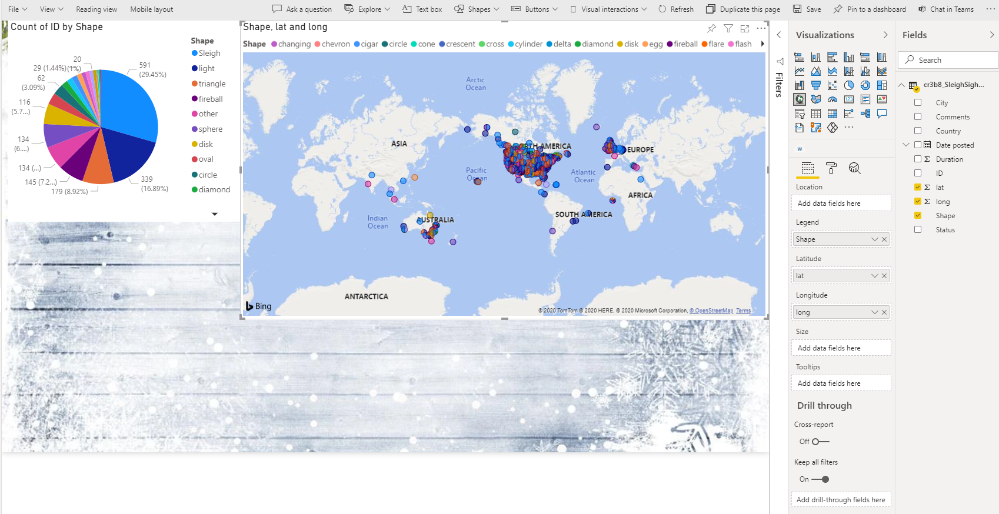 File View Reading view Mobile layout Ask a question Explore Text box Shapes Buttons Visual interactions Refresh Duplicate this page Save Pin to a dashboard Chat in Teams
Count of ID by Shape
Shape
Sleigh
light
triangle
fireball
other
sphere
disk
oval
circle
diamond
591
(29.45%)
339
(16.89%)
179 (8.92%)
145 (7.2...)
134 (...)
134
(6....)
116
(5.7...)
62
(3.09%)
29 (1.44%)
20
(1%)
Shape, lat and long
Shape changing chevron cigar circle cone crescent cross cylinder delta diamond disk egg fireball flare flash
Arctic
Ocean
ASIA
RTH AMERICA
EUROPE
Pacific
Ocean
Atlantic
Ocean
AFRICA
SOUTH AMERICA
Indian
Ocean
AUSTRALIA
ANTARCTICA
Bing
© 2020 TomTom © 2020 HERE, © 2020 Microsoft Corporation, © OpenStreetMap Terms
Filters
Visualizations
123
W
Location
Add data fields here
Legend
Shape
Latitude
lat
Longitude
long
Size
Add data fields here
Tooltips
Add data fields here
Drill through
Cross-report
Off
Keep all filters
On
Add drill-through fields here
Fields
Search
cr3b8_SleighSigh...
City
Comments
Country
Date posted
Σ Duration
ID
Σ lat
Σ long
Shape
Status